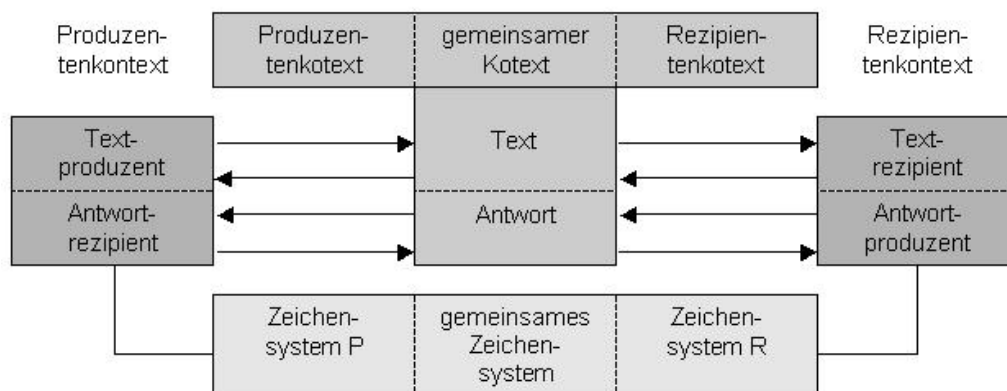 Produzen-
tenkontext
Produzen-
tenkotext
gemeinsamer
Kotext
Rezipien-
tenkotext
Rezipien-
tenkontext
Text-
produzent
Text
Text-
rezipient
Antwort-
rezipient
Antwort
Antwort-
produzent
Zeichen-
system P
gemeinsames
Zeichen-
system
Zeichen-
system R